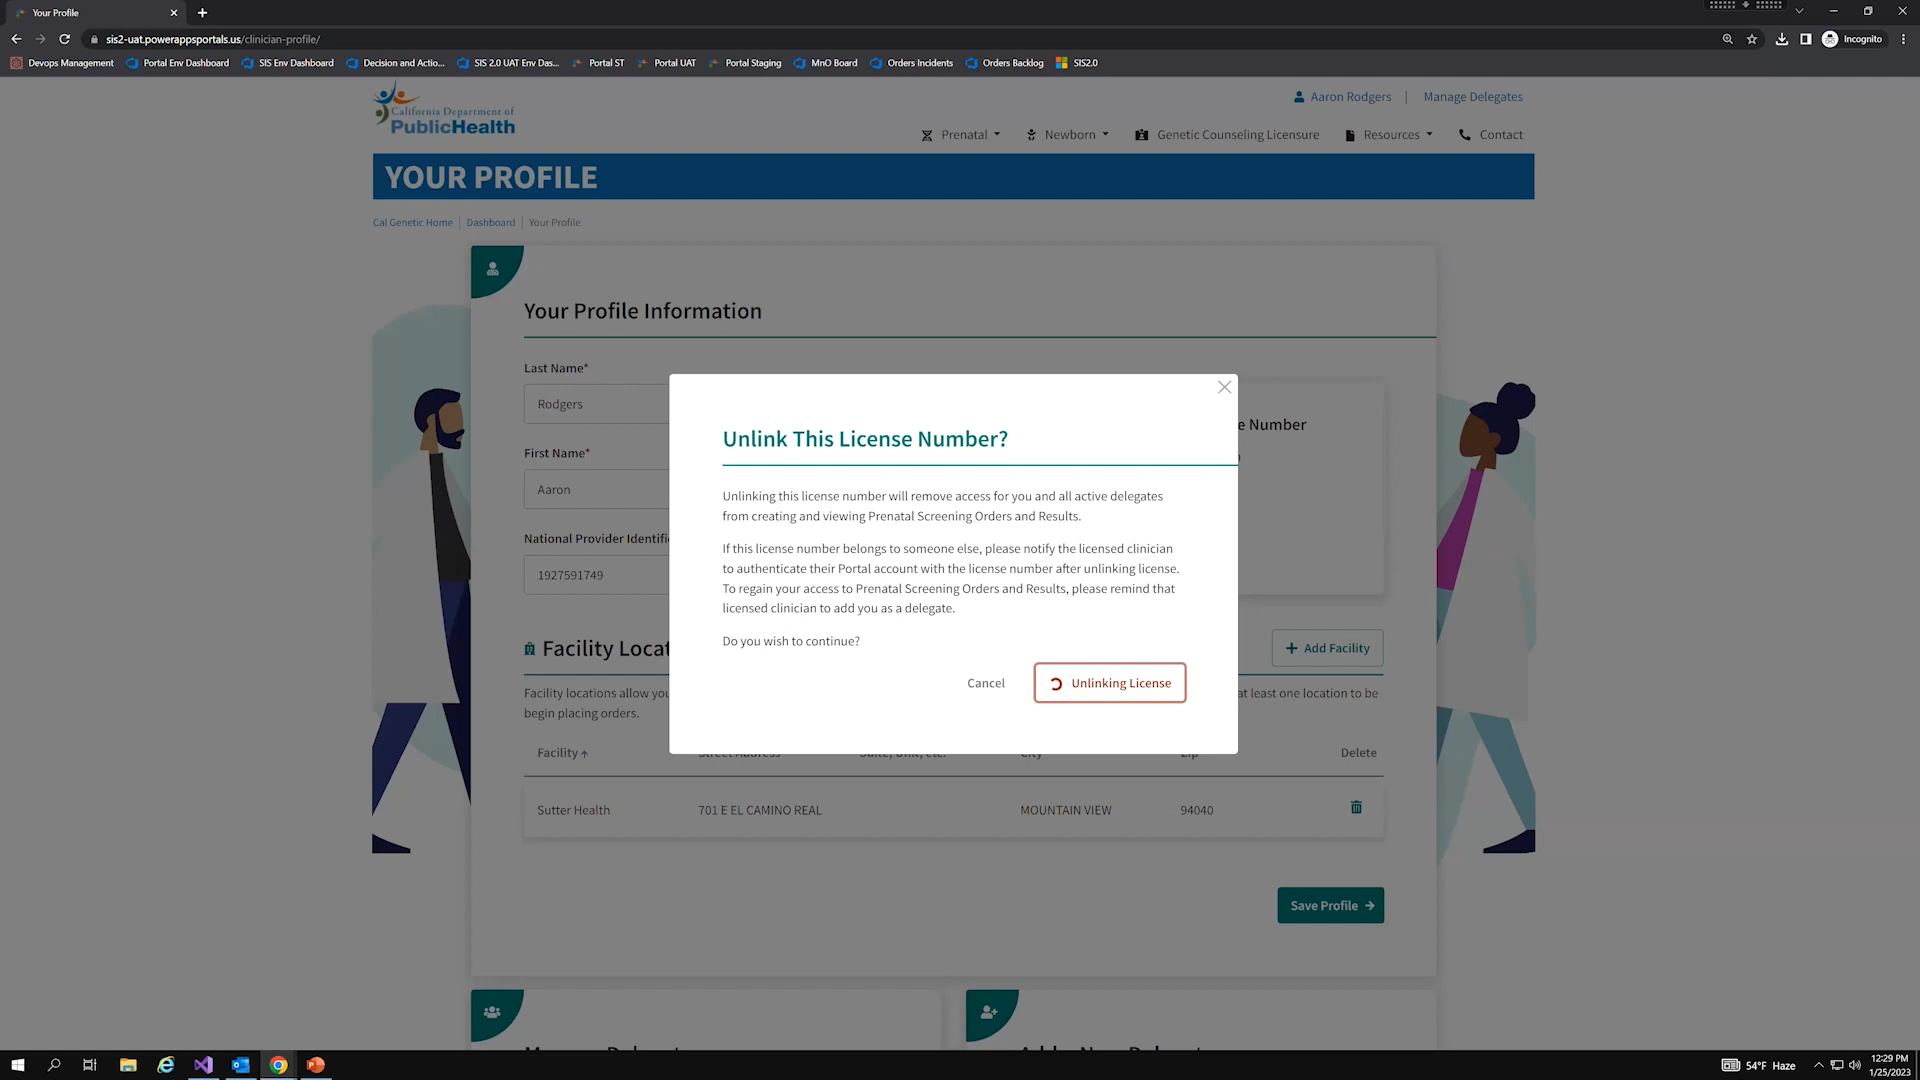 Your Profile
sis2-uat.powerappsportals.us/clinician-profile/
Incognito
Devops Management
Portal Env Dashboard
SIS Env Dashboard
Decision and Actio...
SIS 2.0 UAT Env Das...
Portal ST
Portal UAT
Portal Staging
MnO Board
Orders Incidents
Orders Backlog
SIS2.0
California Department of
PublicHealth
Aaron Rodgers
Manage Delegates
Prenatal
Newborn
Genetic Counseling Licensure
Resources
Contact
YOUR PROFILE
Cal Genetic Home
Dashboard
Your Profile
Your Profile Information
Last Name*
Rodgers
First Name*
Aaron
National Provider Identifi
1927591749
e Number
Unlink This License Number?
Unlinking this license number will remove access for you and all active delegates
from creating and viewing Prenatal Screening Orders and Results.
If this license number belongs to someone else, please notify the licensed clinician
to authenticate their Portal account with the license number after unlinking license.
To regain your access to Prenatal Screening Orders and Results, please remind that
licensed clinician to add you as a delegate.
Do you wish to continue?
Cancel
Unlinking License
Facility Locat
+ Add Facility
Facility locations allow you
at least one location to be
begin placing orders.
Facility
Street Address
Suite, Unit, etc.
City
Zip
Delete
Sutter Health
701 E EL CAMINO REAL
MOUNTAIN VIEW
94040
Save Profile
54°F Haze
12:29 PM
1/25/2023